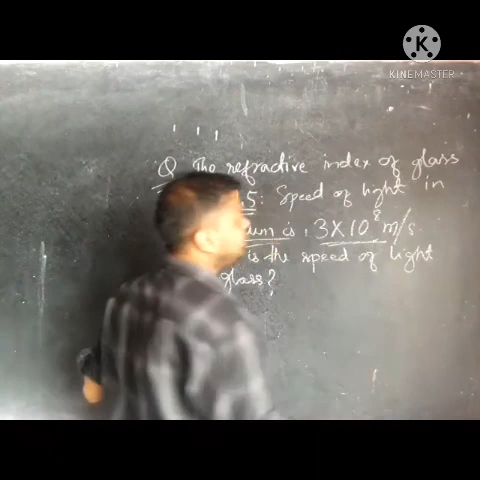 K
KINEMASTER
Q The refractive index of glass
.5: Speed of light in
um is : 3X10⁸ m/s.
is the speed of light
glass?